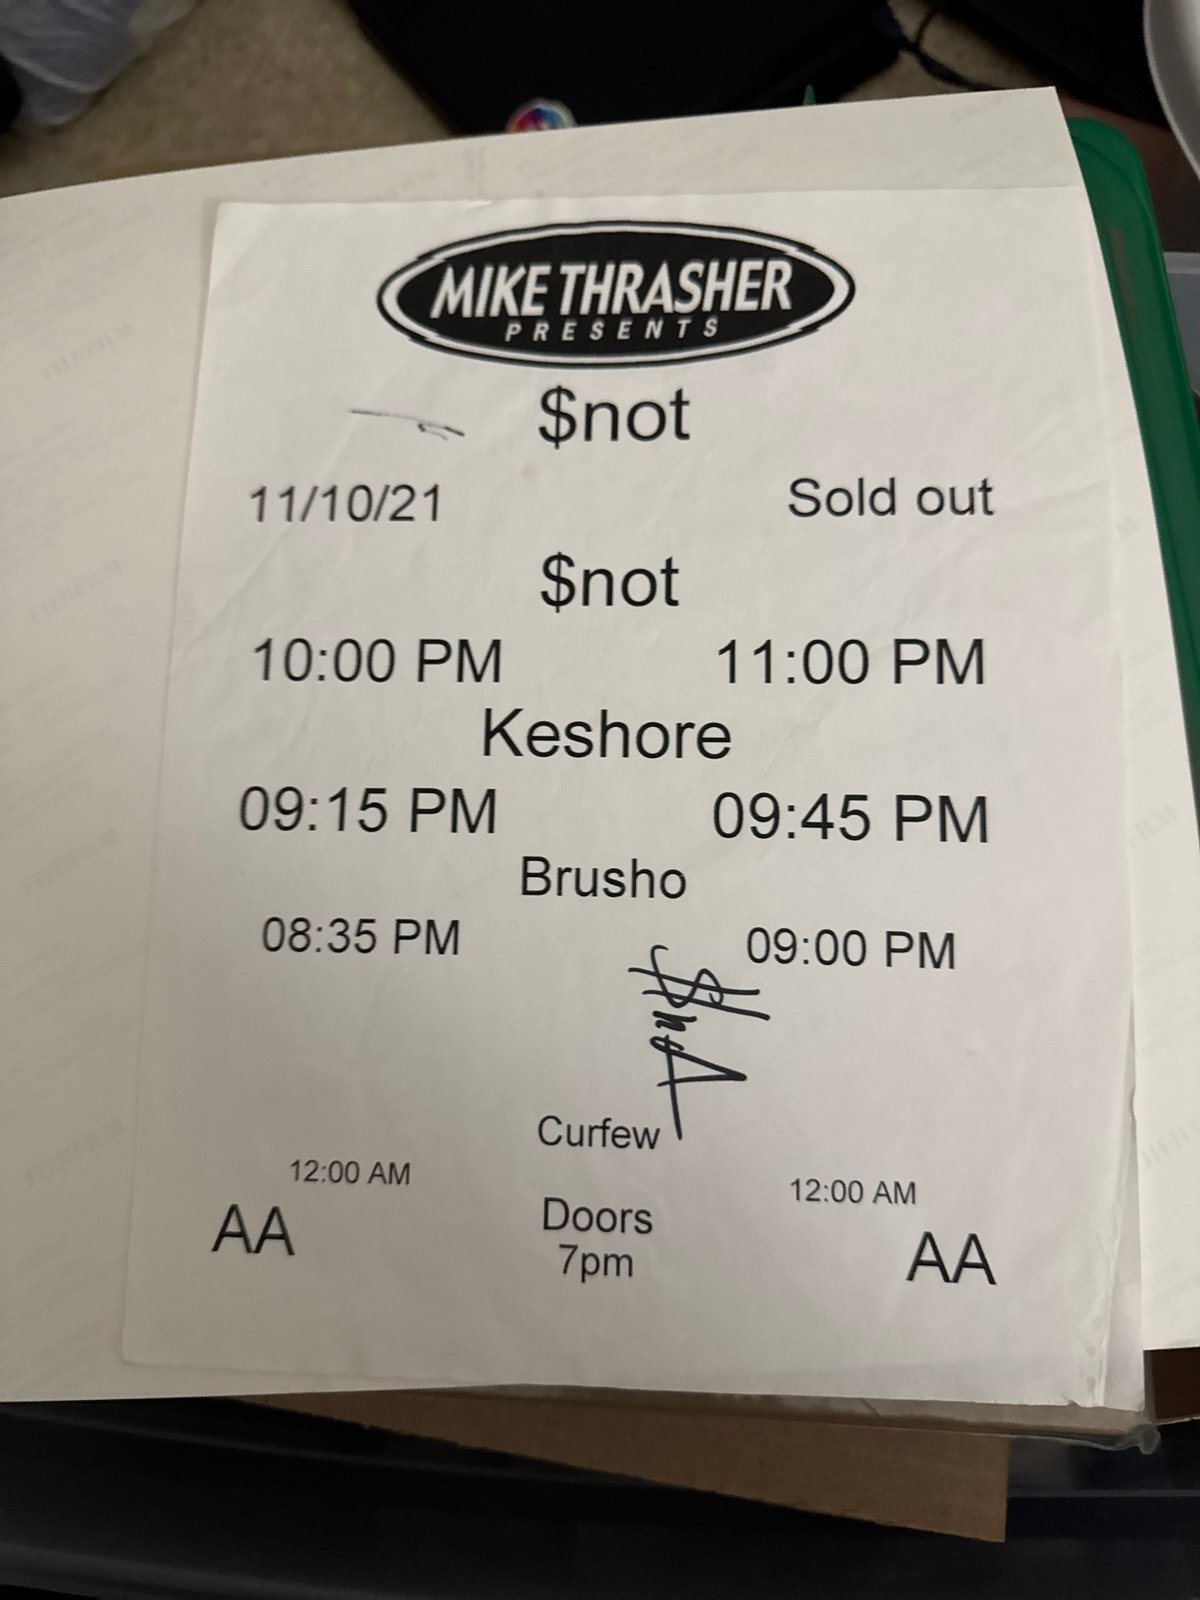 MIKE THRASHER
PRESENTS
$not
11/10/21 Sold out
$not
10:00 PM 11:00 PM
Keshore
09:15 PM 09:45 PM
Brusho
08:35 PM 09:00 PM
$not
Curfew
12:00 AM 12:00 AM
AA Doors AA
7pm